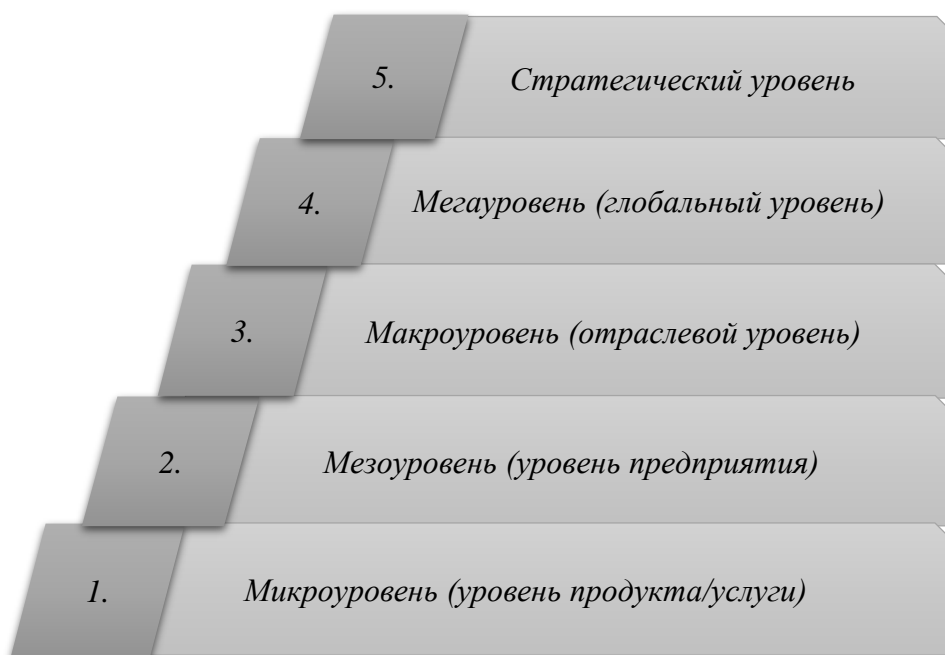 5. Стратегический уровень
4. Мегауровень (глобальный уровень)
3. Макроуровень (отраслевой уровень)
2. Мезоуровень (уровень предприятия)
1. Микроуровень (уровень продукта/услуги)